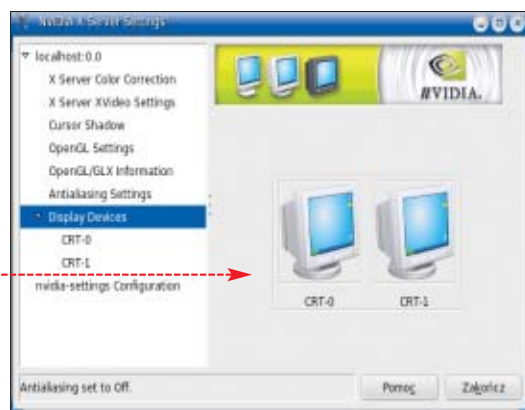 NVIDIA X Server Settings
localhost:0.0
X Server Color Correction
X Server XVideo Settings
Cursor Shadow
OpenGL Settings
OpenGL/GLX Information
Antialiasing Settings
Display Devices
CRT-0
CRT-1
nvidia-settings Configuration
NVIDIA.
CRT-0
CRT-1
Antialiasing set to Off.
Pomoc
Zakończ